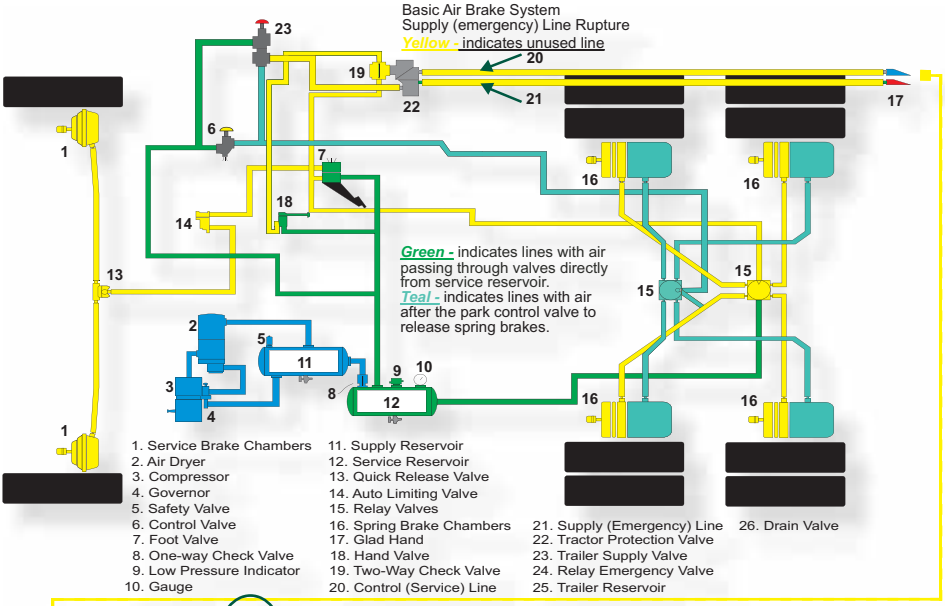 Basic Air Brake System
Supply (emergency) Line Rupture
Yellow - indicates unused line
23
20
19
22
21
17
1
6
7
16
16
14
18
Green - indicates lines with air
passing through valves directly
from service reservoir.
Teal - indicates lines with air
after the park control valve to
release spring brakes.
13
15
15
2
5
11
3
4
8
9
10
12
16
16
1
1. Service Brake Chambers
2. Air Dryer
3. Compressor
4. Governor
5. Safety Valve
6. Control Valve
7. Foot Valve
8. One-way Check Valve
9. Low Pressure Indicator
10. Gauge
11. Supply Reservoir
12. Service Reservoir
13. Quick Release Valve
14. Auto Limiting Valve
15. Relay Valves
16. Spring Brake Chambers
17. Glad Hand
18. Hand Valve
19. Two-Way Check Valve
20. Control (Service) Line
21. Supply (Emergency) Line
22. Tractor Protection Valve
23. Trailer Supply Valve
24. Relay Emergency Valve
25. Trailer Reservoir
26. Drain Valve